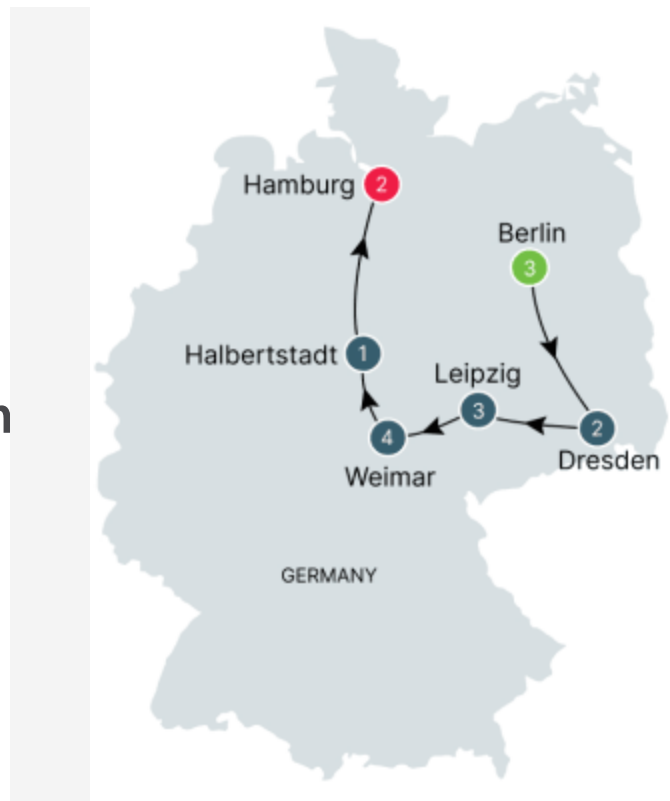 Hamburg 2
Berlin
3
Halbertstadt 1
Leipzig
3
4
2
Weimar
Dresden
n
GERMANY